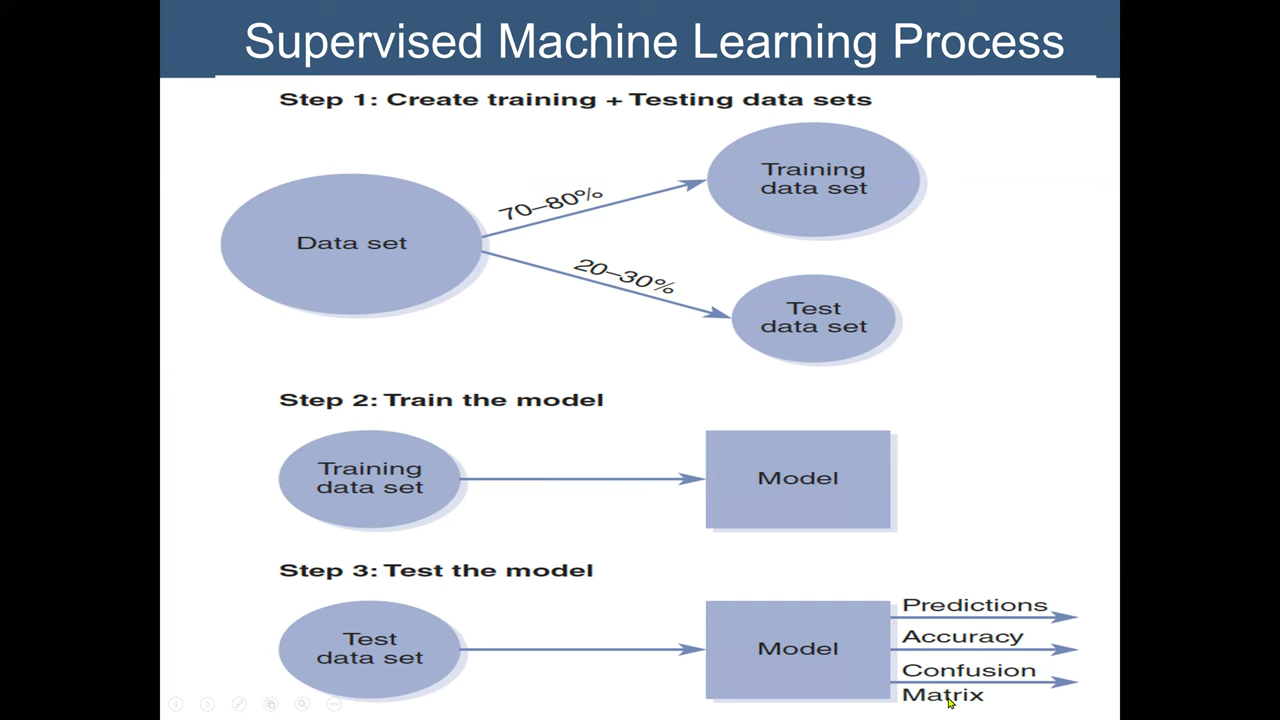 Supervised Machine Learning Process
Step 1: Create training + Testing data sets
Data set
70–80%
20–30%
Training
data set
Test
data set
Step 2: Train the model
Training
data set
Model
Step 3: Test the model
Test
data set
Model
Predictions
Accuracy
Confusion
Matrix